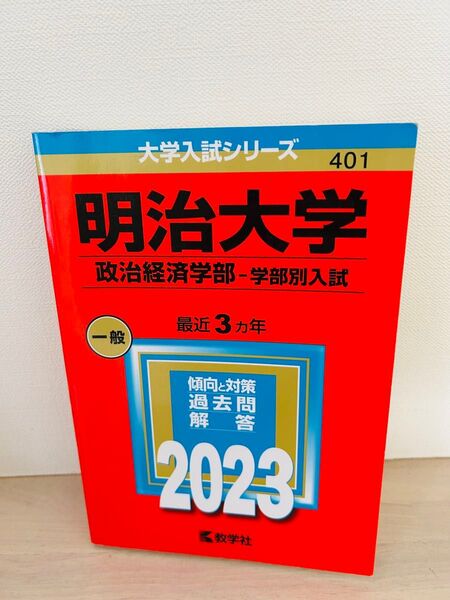 大学入試シリーズ
401
明治大学
政治経済学部-学部別入試
最近3ヵ年
一般
傾向と対策
過去問
解答
2023
教学社